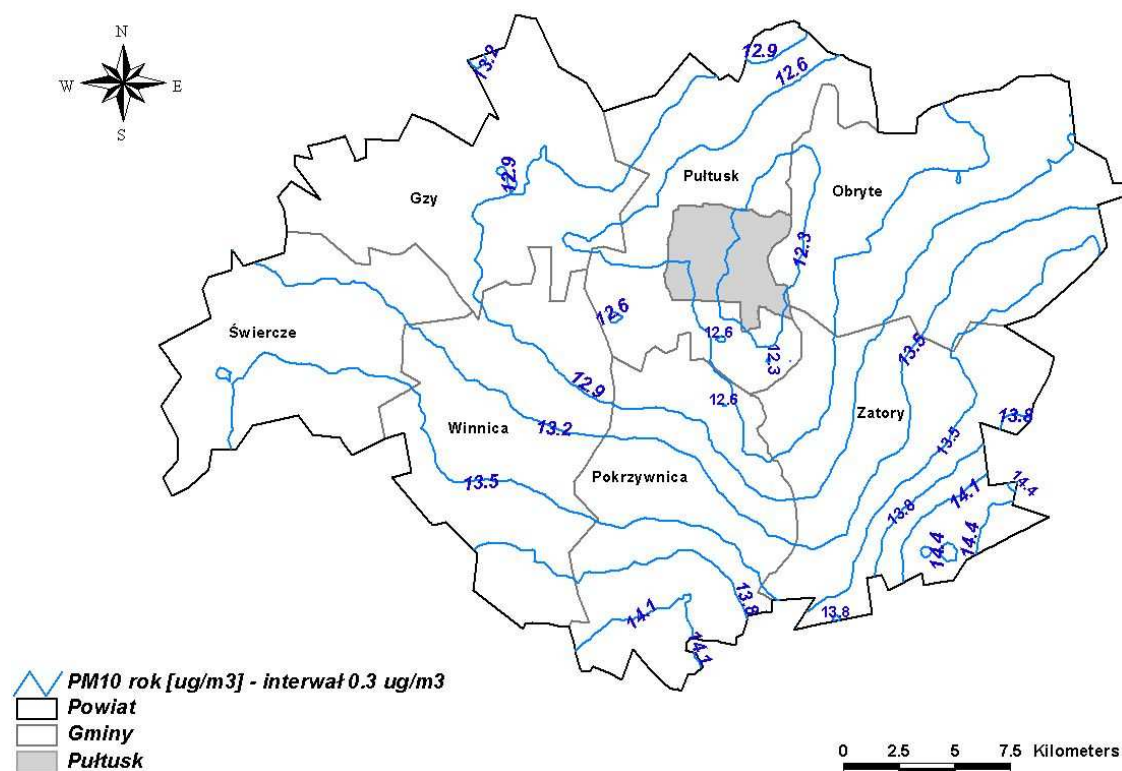 N
W E
S
13.2
12.9
12.6
12.9
Gzy
Pułtusk
Obryte
12.3
12.6
12.6
12.3
13.5
Świercze
12.9
12.6
Zatory
13.8
Winnica
13.2
13.5
Pokrzywnica
13.5
14.1
14.4
13.8
14.4
14.4
13.8
13.8
14.1
14.1
PM10 rok [ug/m3] - interwał 0.3 ug/m3
Powiat
Gminy
Pułtusk
0 2.5 5 7.5 Kilometers